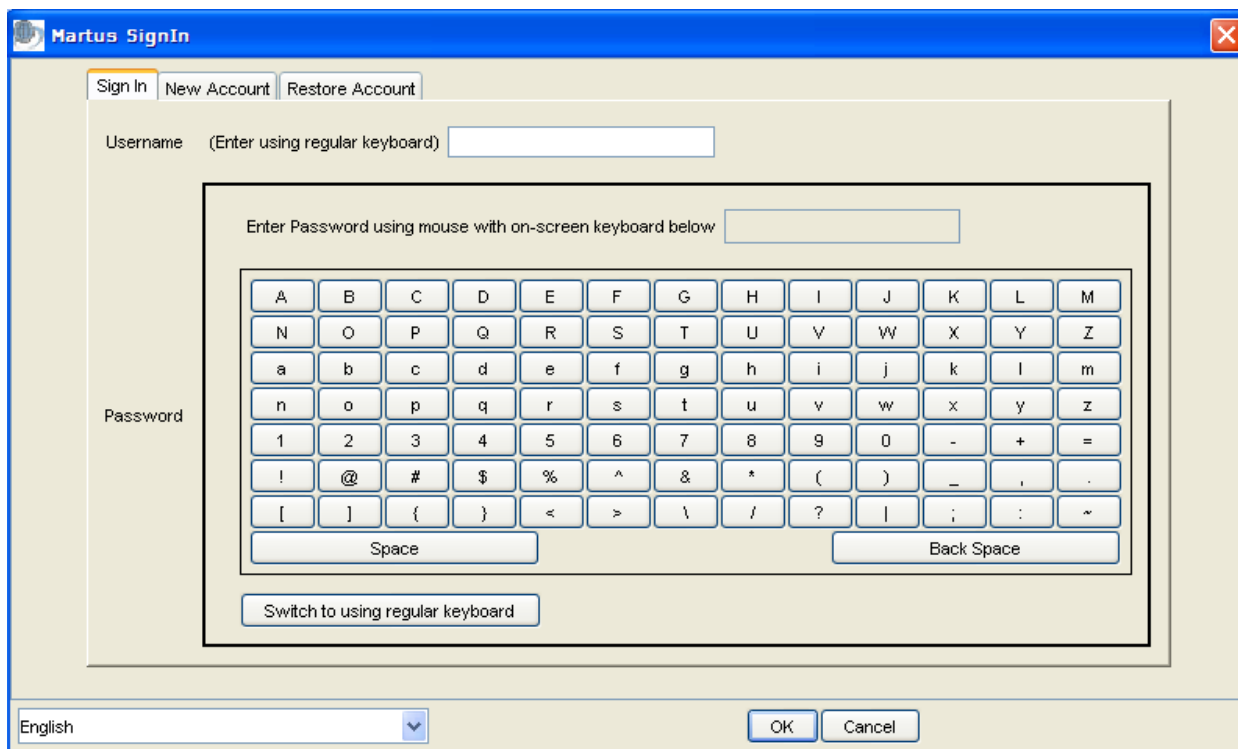 Martus SignIn
Sign In New Account Restore Account
Username (Enter using regular keyboard)
Enter Password using mouse with on-screen keyboard below
A B C D E F G H I J K L M
N O P Q R S T U V W X Y Z
a b c d e f g h i j k l m
Password
n o p q r s t u v w x y z
1 2 3 4 5 6 7 8 9 0 - + =
! @ # $ % ^ & * ( ) _ , .
[ ] { } < > \ / ? | ; : ~
Space Back Space
Switch to using regular keyboard
English OK Cancel